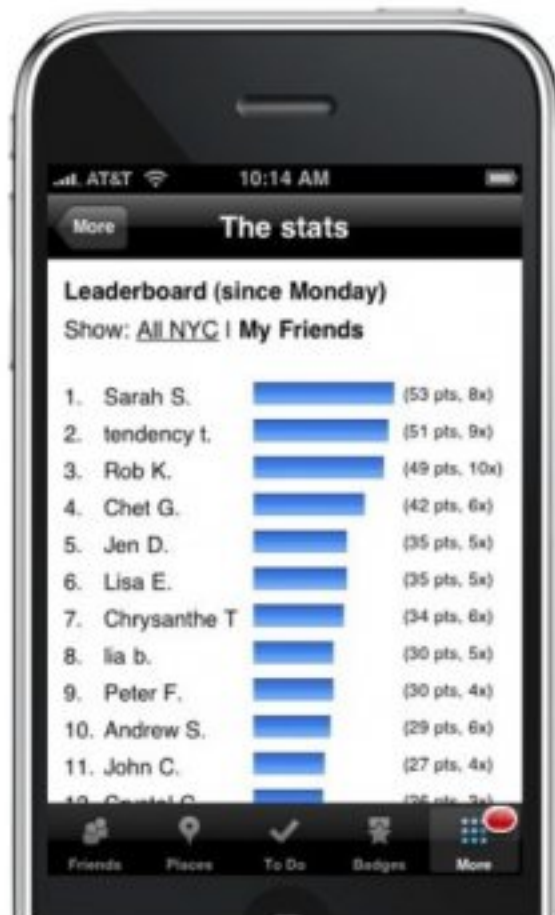 AT&T 10:14 AM
More The stats
Leaderboard (since Monday)
Show: All NYC | My Friends
1. Sarah S. (53 pts, 8x)
2. tendency t. (51 pts, 9x)
3. Rob K. (49 pts, 10x)
4. Chet G. (42 pts, 6x)
5. Jen D. (35 pts, 5x)
6. Lisa E. (35 pts, 5x)
7. Chrysanthe T (34 pts, 6x)
8. lia b. (30 pts, 5x)
9. Peter F. (30 pts, 4x)
10. Andrew S. (29 pts, 6x)
11. John C. (27 pts, 4x)
Friends Places To Do Badges More